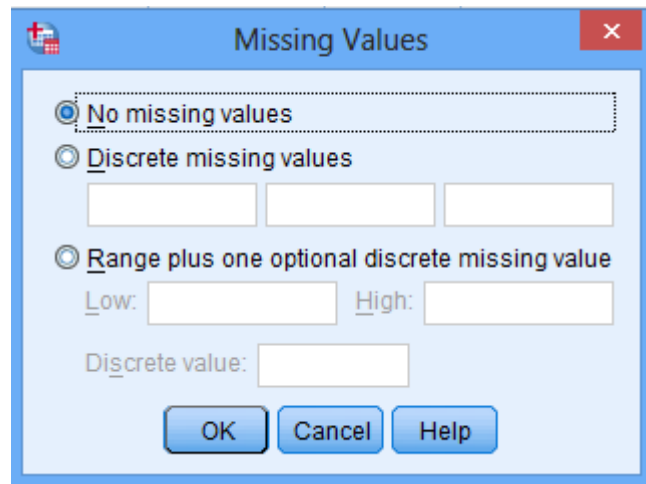 Missing Values
No missing values
Discrete missing values
Range plus one optional discrete missing value
Low: High:
Discrete value:
OK Cancel Help